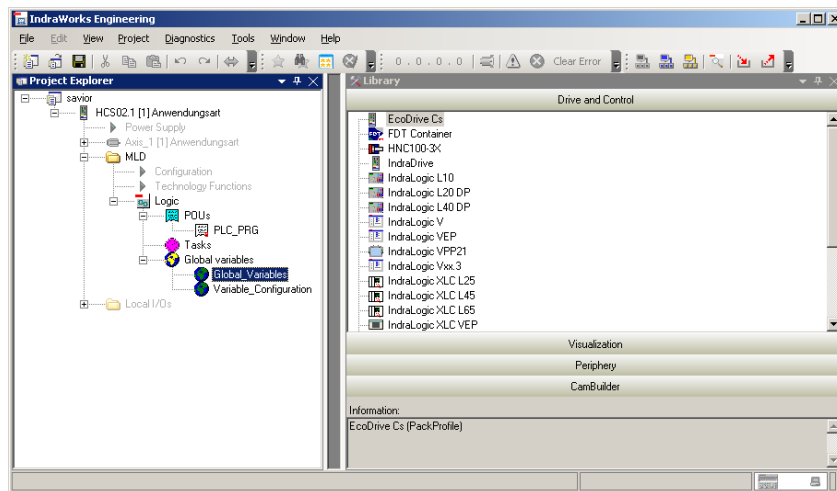 IndraWorks Engineering
File Edit View Project Diagnostics Tools Window Help
0 . 0 . 0 . 0 Clear Error
Project Explorer
savior
HCS02.1 [1] Anwendungsart
Power Supply
Axis_1 [1] Anwendungsart
MLD
Configuration
Technology Functions
Logic
POUs
PLC_PRG
Tasks
Global variables
Global_Variables
Variable_Configuration
Local I/Os
Library
Drive and Control
EcoDrive Cs
FDT Container
HNC100-3X
IndraDrive
IndraLogic L10
IndraLogic L20 DP
IndraLogic L40 DP
IndraLogic V
IndraLogic VEP
IndraLogic VPP21
IndraLogic Vxx.3
IndraLogic XLC L25
IndraLogic XLC L45
IndraLogic XLC L65
IndraLogic XLC VEP
Visualization
Periphery
CamBuilder
Information:
EcoDrive Cs (PackProfile)